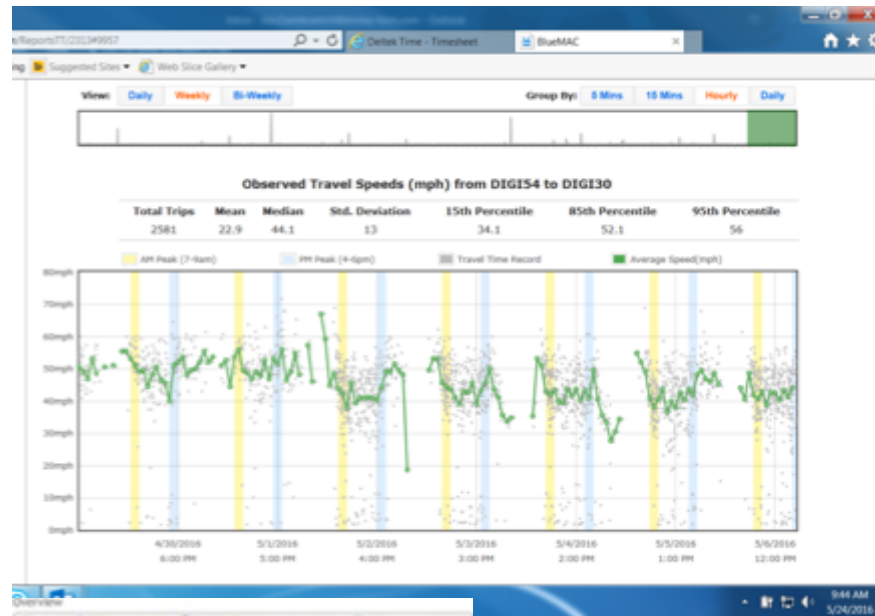 s/ReportsTT/2313#9957
Deltek Time - Timesheet
BlueMAC
Suggested Sites
Web Slice Gallery
View: Daily Weekly Bi-Weekly
Group By: 5 Mins 15 Mins Hourly Daily
Observed Travel Speeds (mph) from DIGI54 to DIGI30
Total Trips Mean Median Std. Deviation 15th Percentile 85th Percentile 95th Percentile
2581 22.9 44.1 13 34.1 52.1 56
AM Peak (7-9am) PM Peak (4-6pm) Travel Time Record Average Speed(mph)
80mph
70mph
60mph
50mph
40mph
30mph
20mph
10mph
0mph
4/30/2016 5/1/2016 5/2/2016 5/3/2016 5/4/2016 5/5/2016 5/6/2016
6:00 PM 5:00 PM 4:00 PM 3:00 PM 2:00 PM 1:00 PM 12:00 PM
Overview
9:44 AM
5/24/2016